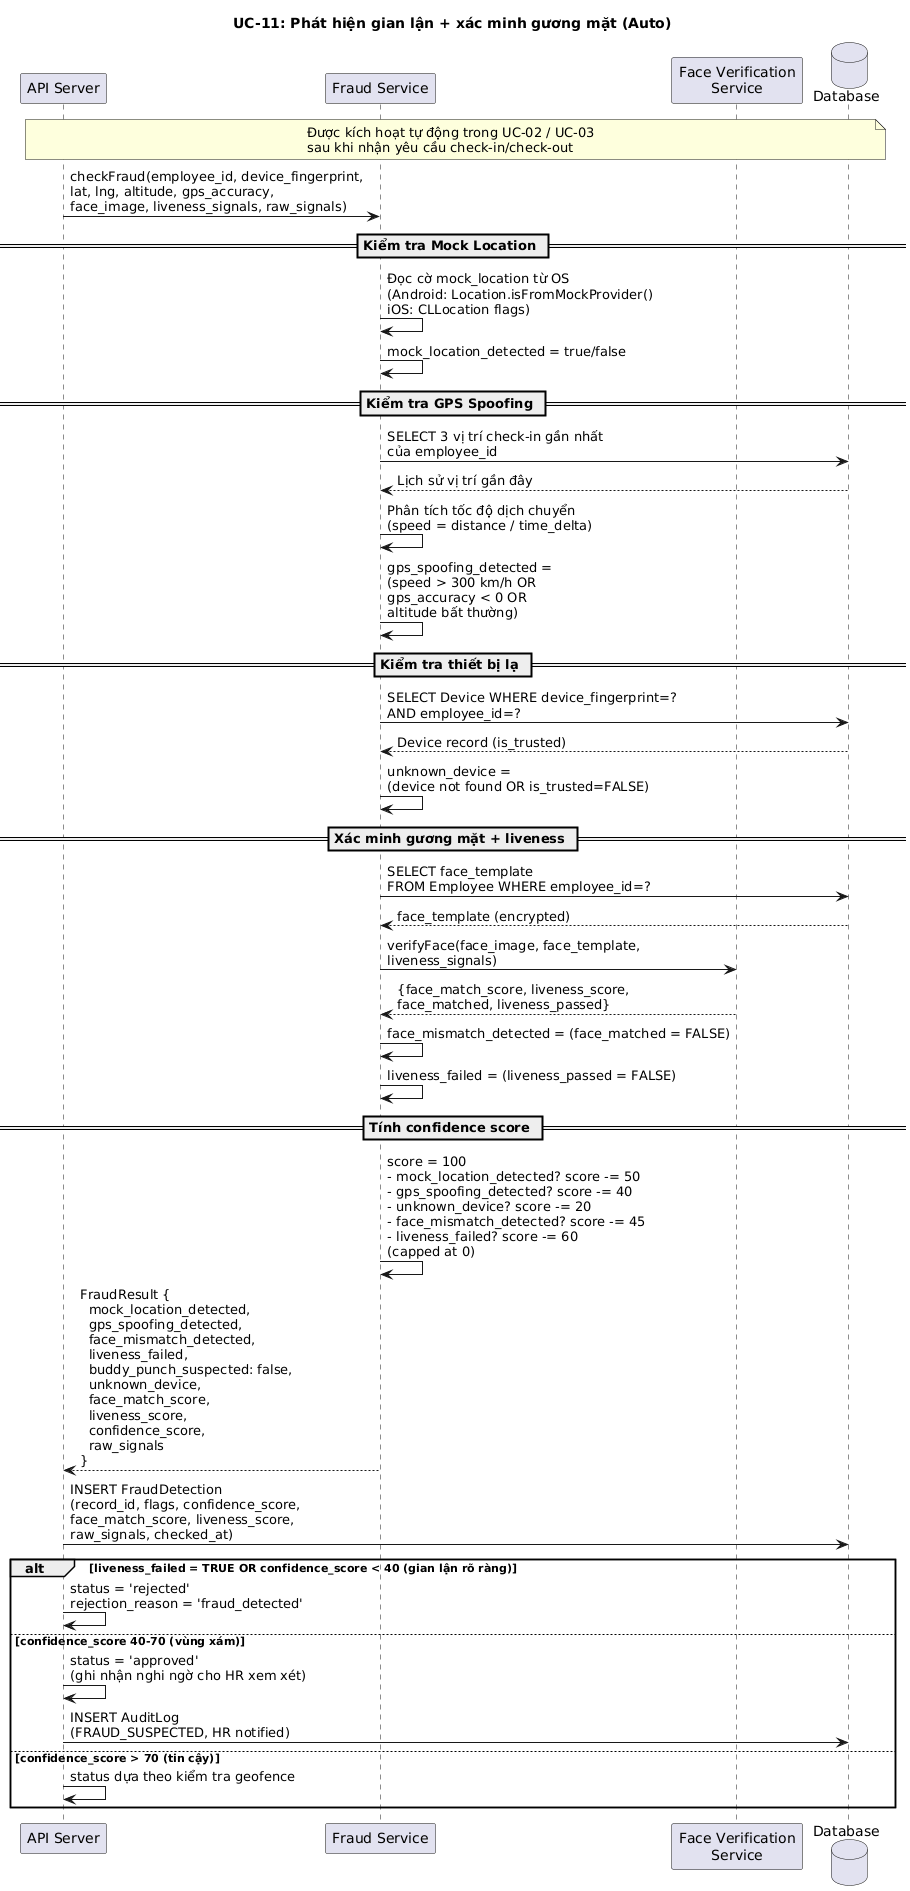 UC-11: Phát hiện gian lận + xác minh gương mặt (Auto)
API Server
Fraud Service
Face Verification
Service
Database
Được kích hoạt tự động trong UC-02 / UC-03
sau khi nhận yêu cầu check-in/check-out
checkFraud(employee_id, device_fingerprint,
lat, lng, altitude, gps_accuracy,
face_image, liveness_signals, raw_signals)
Kiểm tra Mock Location
Đọc cờ mock_location từ OS
(Android: Location.isFromMockProvider()
iOS: CLLocation flags)
mock_location_detected = true/false
Kiểm tra GPS Spoofing
SELECT 3 vị trí check-in gần nhất
của employee_id
Lịch sử vị trí gần đây
Phân tích tốc độ dịch chuyển
(speed = distance / time_delta)
gps_spoofing_detected =
(speed > 300 km/h OR
gps_accuracy < 0 OR
altitude bất thường)
Kiểm tra thiết bị lạ
SELECT Device WHERE device_fingerprint=?
AND employee_id=?
Device record (is_trusted)
unknown_device =
(device not found OR is_trusted=FALSE)
Xác minh gương mặt + liveness
SELECT face_template
FROM Employee WHERE employee_id=?
face_template (encrypted)
verifyFace(face_image, face_template,
liveness_signals)
{face_match_score, liveness_score,
face_matched, liveness_passed}
face_mismatch_detected = (face_matched = FALSE)
liveness_failed = (liveness_passed = FALSE)
Tính confidence score
score = 100
- mock_location_detected? score -= 50
- gps_spoofing_detected? score -= 40
- unknown_device? score -= 20
- face_mismatch_detected? score -= 45
- liveness_failed? score -= 60
(capped at 0)
FraudResult {
mock_location_detected,
gps_spoofing_detected,
face_mismatch_detected,
liveness_failed,
buddy_punch_suspected: false,
unknown_device,
face_match_score,
liveness_score,
confidence_score,
raw_signals
}
INSERT FraudDetection
(record_id, flags, confidence_score,
face_match_score, liveness_score,
raw_signals, checked_at)
alt [liveness_failed = TRUE OR confidence_score < 40 (gian lận rõ ràng)]
status = 'rejected'
rejection_reason = 'fraud_detected'
[confidence_score 40-70 (vùng xám)]
status = 'approved'
(ghi nhận nghi ngờ cho HR xem xét)
INSERT AuditLog
(FRAUD_SUSPECTED, HR notified)
[confidence_score > 70 (tin cậy)]
status dựa theo kiểm tra geofence
API Server
Fraud Service
Face Verification
Service
Database